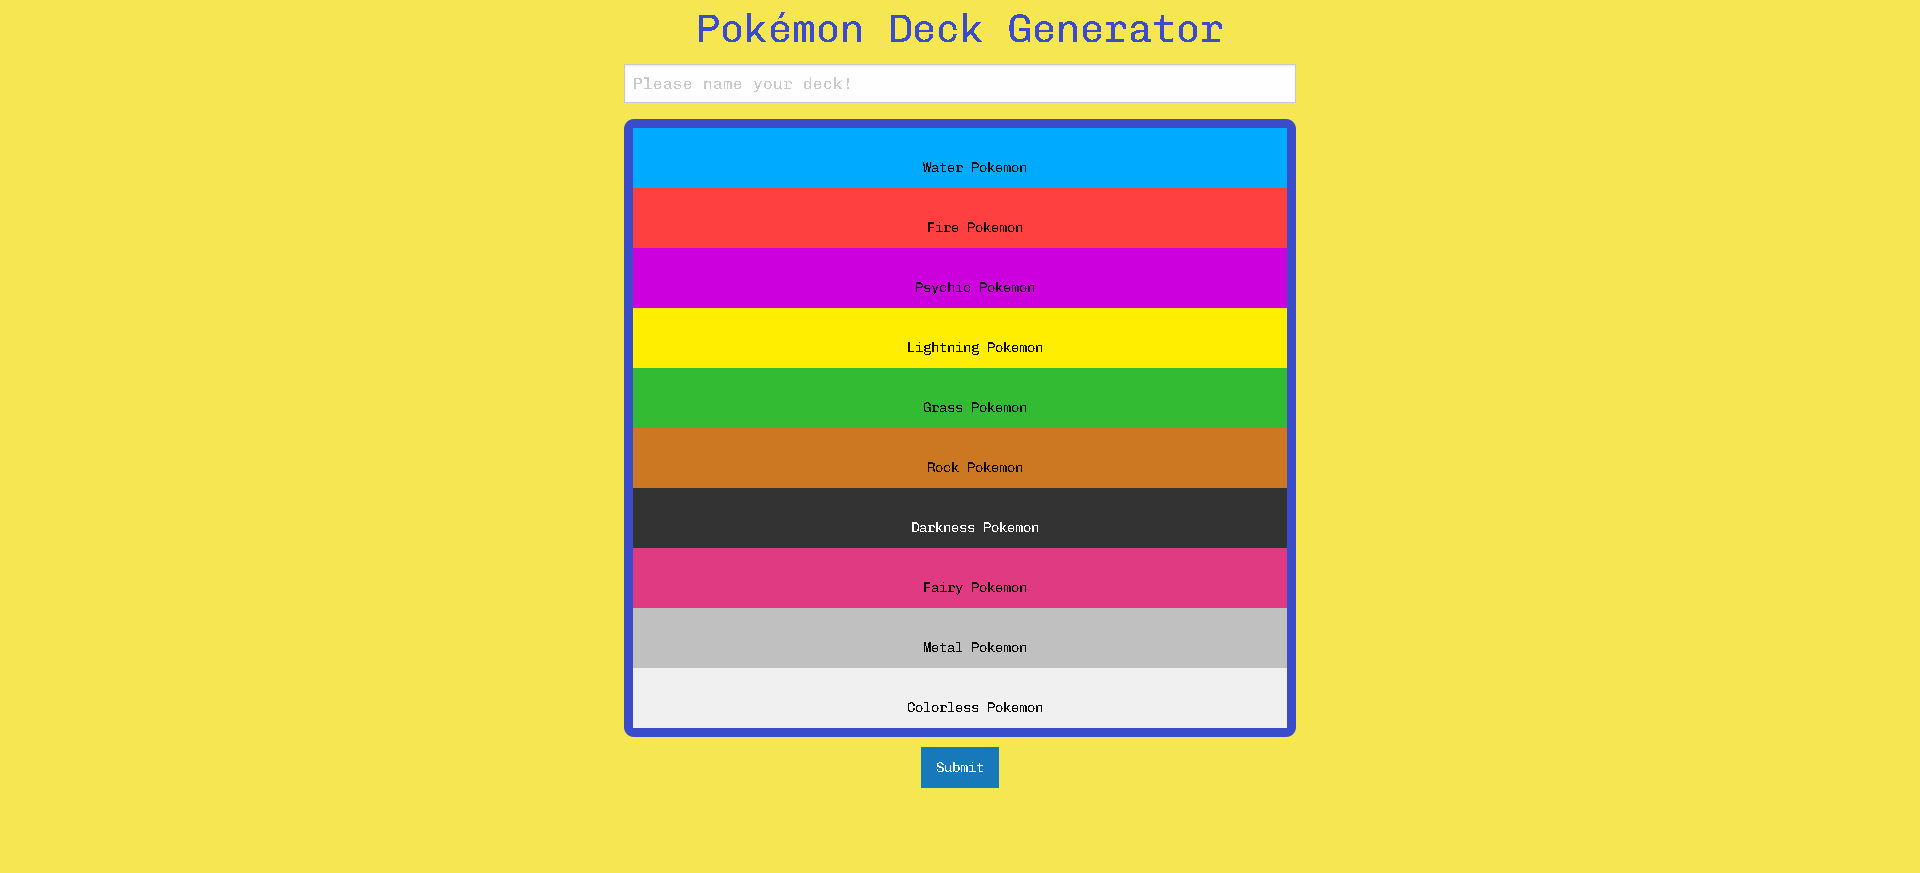 Pokémon Deck Generator
Please name your deck!
Water Pokemon
Fire Pokemon
Psychic Pokemon
Lightning Pokemon
Grass Pokemon
Rock Pokemon
Darkness Pokemon
Fairy Pokemon
Metal Pokemon
Colorless Pokemon
Submit